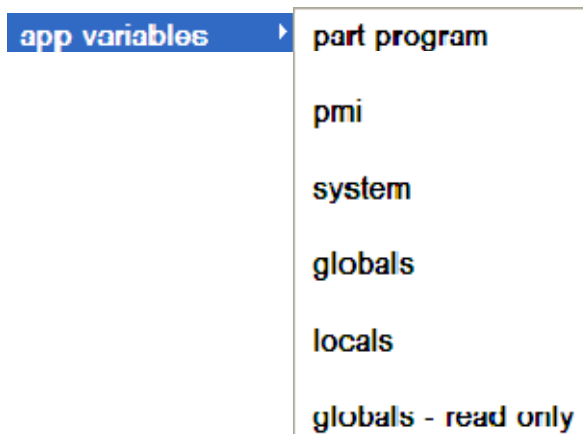 app variables
part program
pmi
system
globals
locals
globals - read only